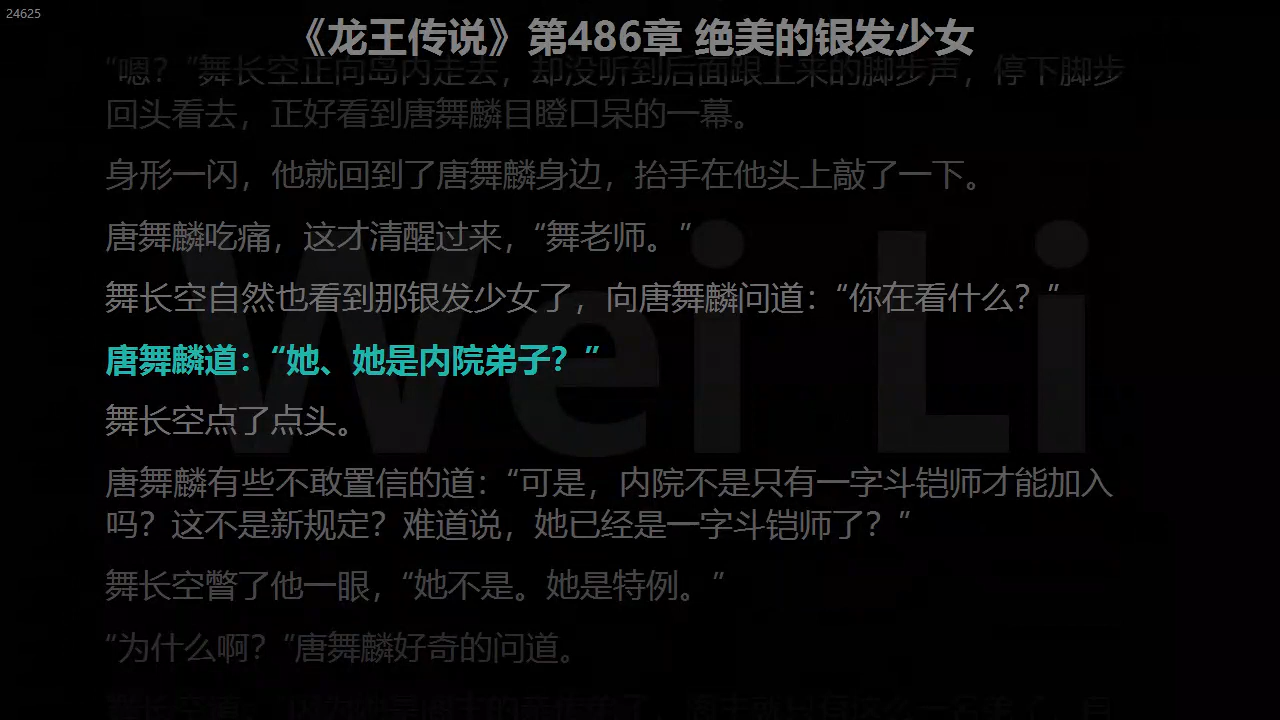 24625
《龙王传说》第486章 绝美的银发少女
“嗯？”舞长空正向岛内走去，却没听到后面跟上来的脚步声，停下脚步
回头看去，正好看到唐舞麟目瞪口呆的一幕。
身形一闪，他就回到了唐舞麟身边，抬手在他头上敲了一下。
唐舞麟吃痛，这才清醒过来，“舞老师。”
舞长空自然也看到那银发少女了，向唐舞麟问道：“你在看什么？”
Wei Li
唐舞麟道：“她、她是内院弟子？”
舞长空点了点头。
唐舞麟有些不敢置信的道：“可是，内院不是只有一字斗铠师才能加入
吗？这不是新规定？难道说，她已经是一字斗铠师了？”
舞长空瞥了他一眼，“她不是。她是特例。”
“为什么啊？”唐舞麟好奇的问道。